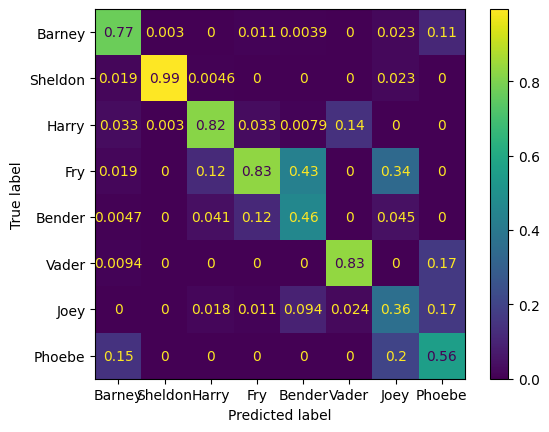 True label
Barney 0.77 0.003 0 0.011 0.0039 0 0.023 0.11
Sheldon 0.019 0.99 0.0046 0 0 0 0.023 0
Harry 0.033 0.003 0.82 0.033 0.0079 0.14 0 0
Fry 0.019 0 0.12 0.83 0.43 0 0.34 0
Bender 0.0047 0 0.041 0.12 0.46 0 0.045 0
Vader 0.0094 0 0 0 0 0.83 0 0.17
Joey 0 0 0.018 0.011 0.094 0.024 0.36 0.17
Phoebe 0.15 0 0 0 0 0 0.2 0.56
Barney Sheldon Harry Fry Bender Vader Joey Phoebe
Predicted label
0.8
0.6
0.4
0.2
0.0